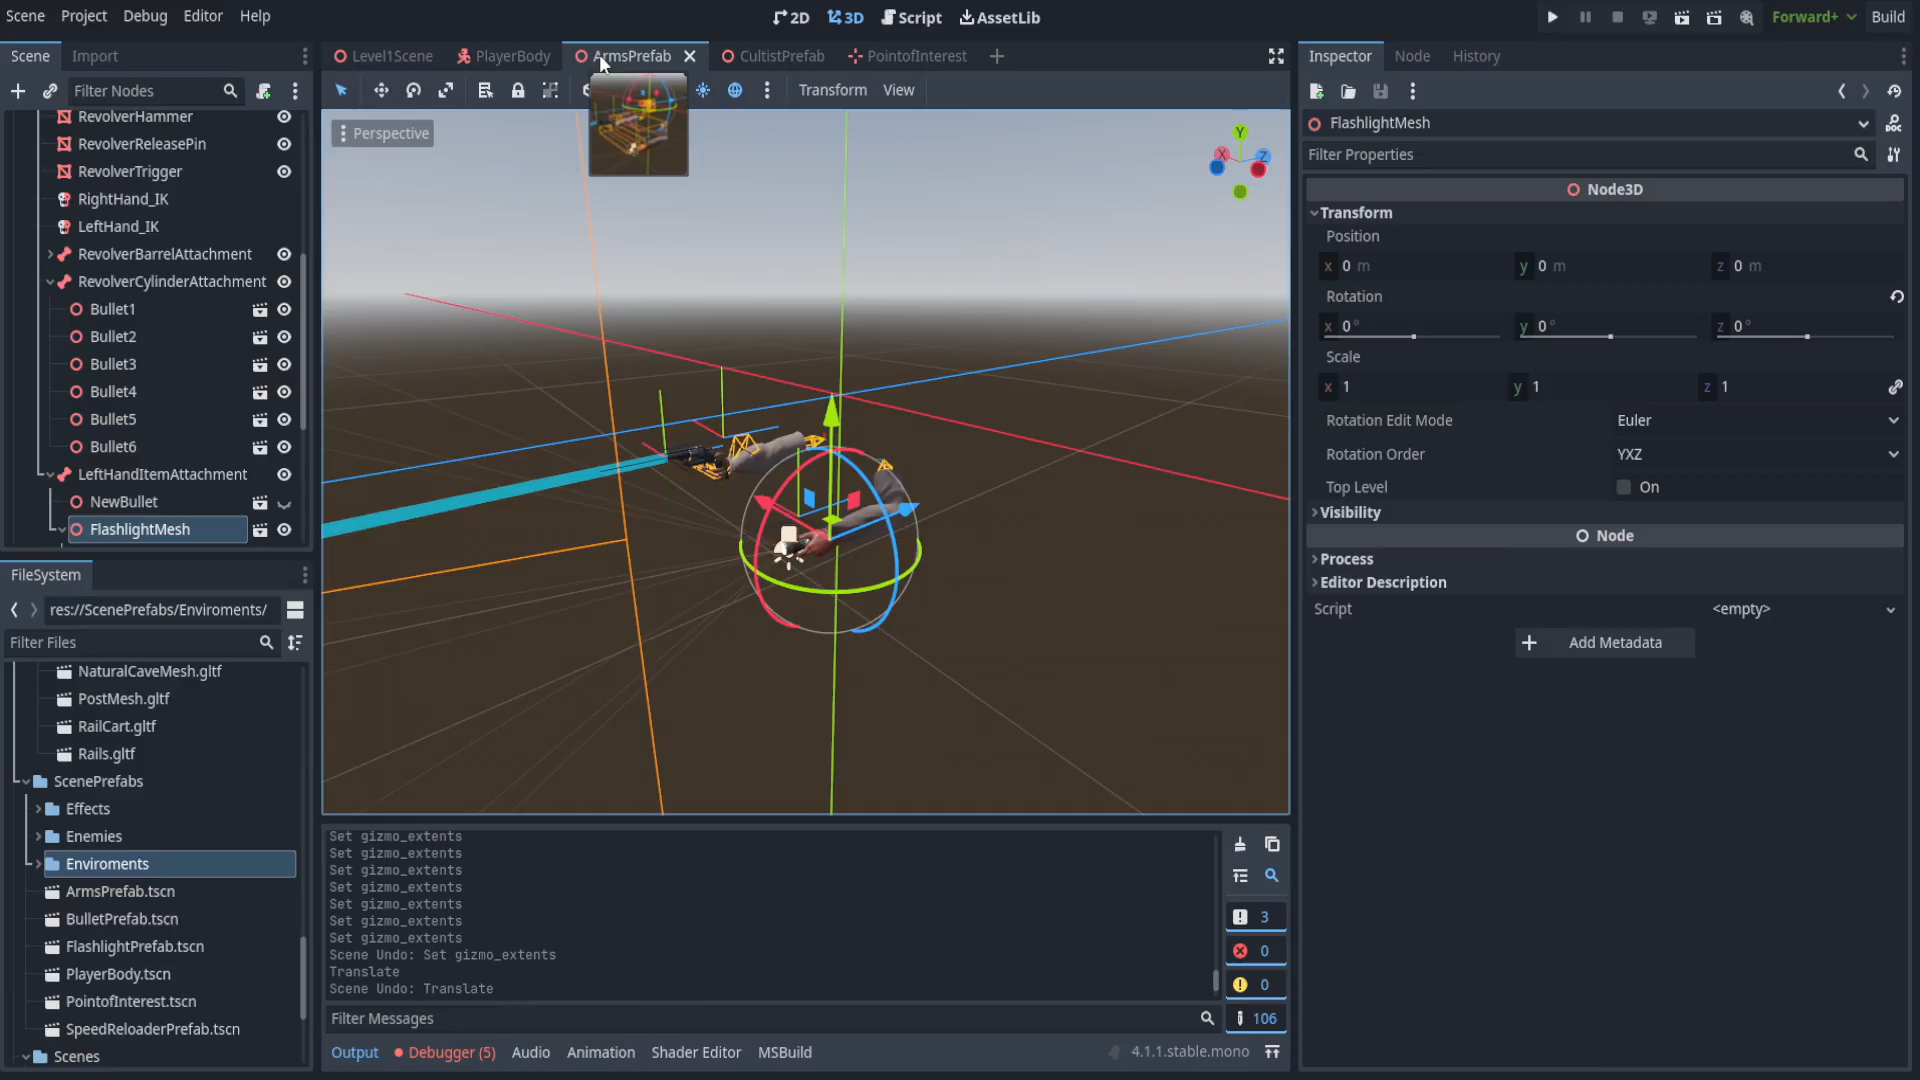 Scene Project Debug Editor Help
2D 3D Script AssetLib
Forward+ Build
Scene Import
Level1Scene PlayerBody ArmsPrefab CultistPrefab PointofInterest
Inspector Node History
Filter Nodes
Transform View
RevolverHammer
RevolverReleasePin
RevolverTrigger
RightHand_IK
LeftHand_IK
RevolverBarrelAttachment
RevolverCylinderAttachment
Bullet1
Bullet2
Bullet3
Bullet4
Bullet5
Bullet6
LeftHandItemAttachment
NewBullet
FlashlightMesh
Perspective
Y
X
Z
FlashlightMesh
Filter Properties
Node3D
Transform
Position
x 0 m y 0 m z 0 m
Rotation
x 0° y 0° z 0°
Scale
x 1 y 1 z 1
Rotation Edit Mode Euler
Rotation Order YXZ
Top Level On
Visibility
Node
Process
Editor Description
Script <empty>
Add Metadata
FileSystem
res://ScenePrefabs/Enviroments/
Filter Files
NaturalCaveMesh.gltf
PostMesh.gltf
RailCart.gltf
Rails.gltf
ScenePrefabs
Effects
Enemies
Enviroments
ArmsPrefab.tscn
BulletPrefab.tscn
FlashlightPrefab.tscn
PlayerBody.tscn
PointofInterest.tscn
SpeedReloaderPrefab.tscn
Scenes
Set gizmo_extents
Set gizmo_extents
Set gizmo_extents
Set gizmo_extents
Set gizmo_extents
Set gizmo_extents
Set gizmo_extents
Scene Undo: Set gizmo_extents
Translate
Scene Undo: Translate
3
0
0
106
Filter Messages
Output Debugger (5) Audio Animation Shader Editor MSBuild
4.1.1.stable.mono